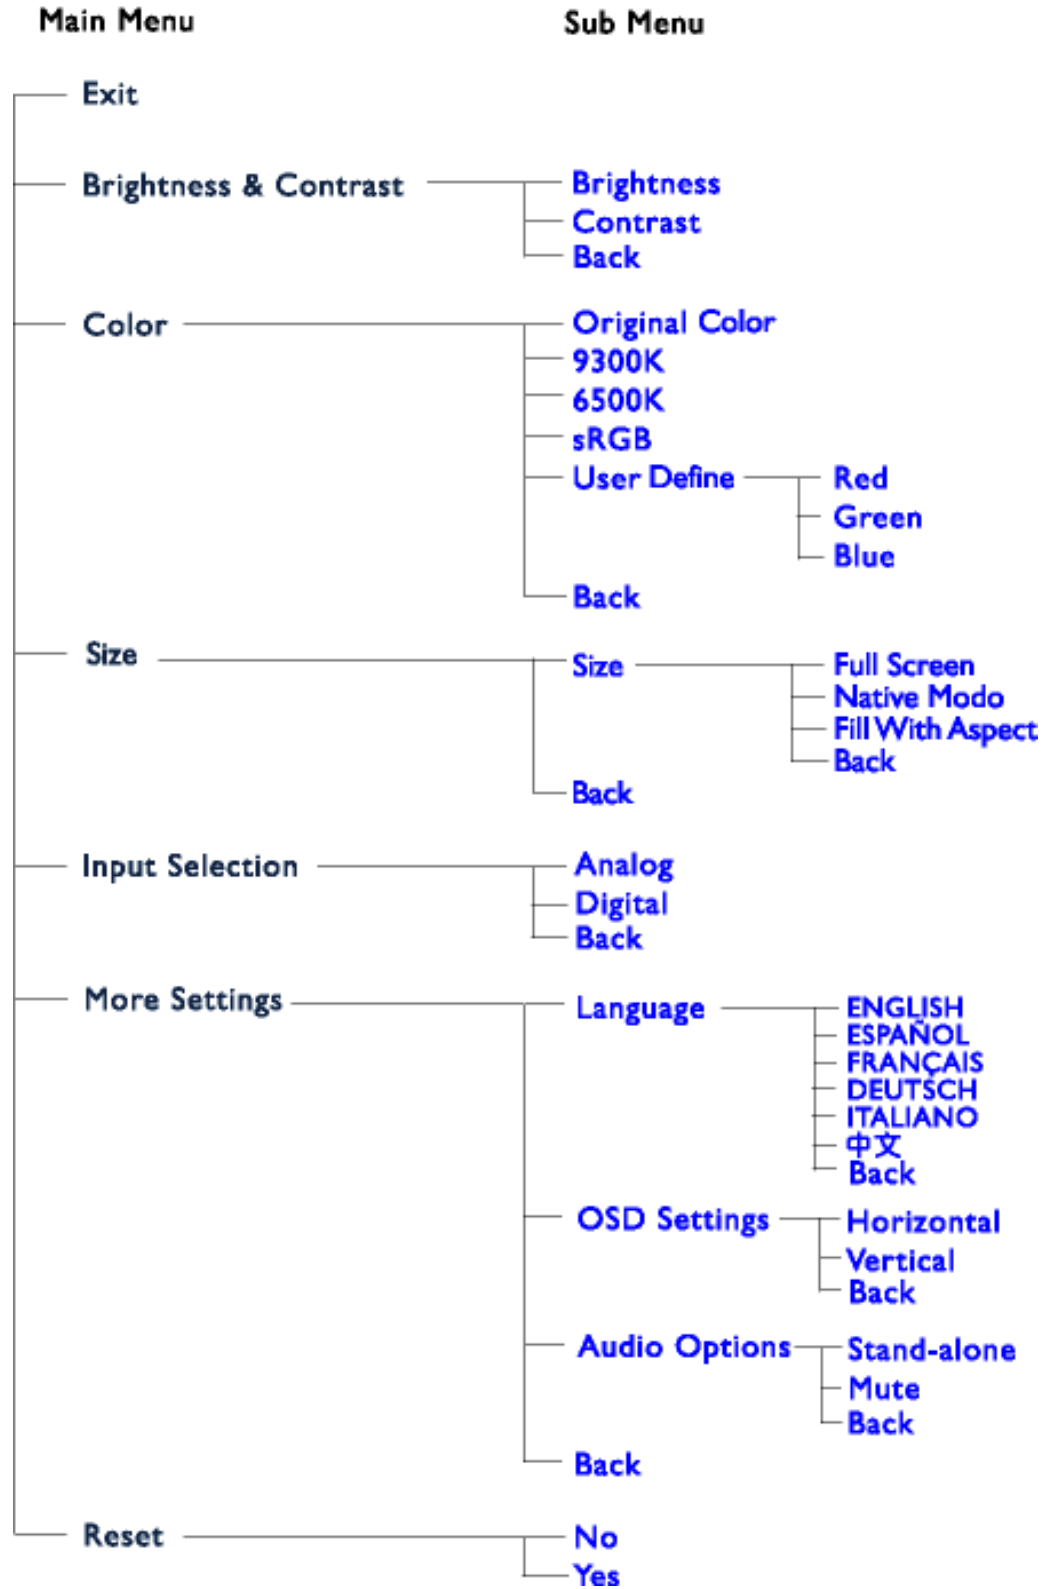 Main Menu Sub Menu
Exit
Brightness & Contrast Brightness
Contrast
Back
Color Original Color
9300K
6500K
sRGB
User Define Red
Green
Blue
Back
Size Size Full Screen
Native Modo
Fill With Aspect
Back
Back
Input Selection Analog
Digital
Back
More Settings Language ENGLISH
ESPAÑOL
FRANÇAIS
DEUTSCH
ITALIANO
中文
Back
OSD Settings Horizontal
Vertical
Back
Audio Options Stand-alone
Mute
Back
Back
Reset No
Yes